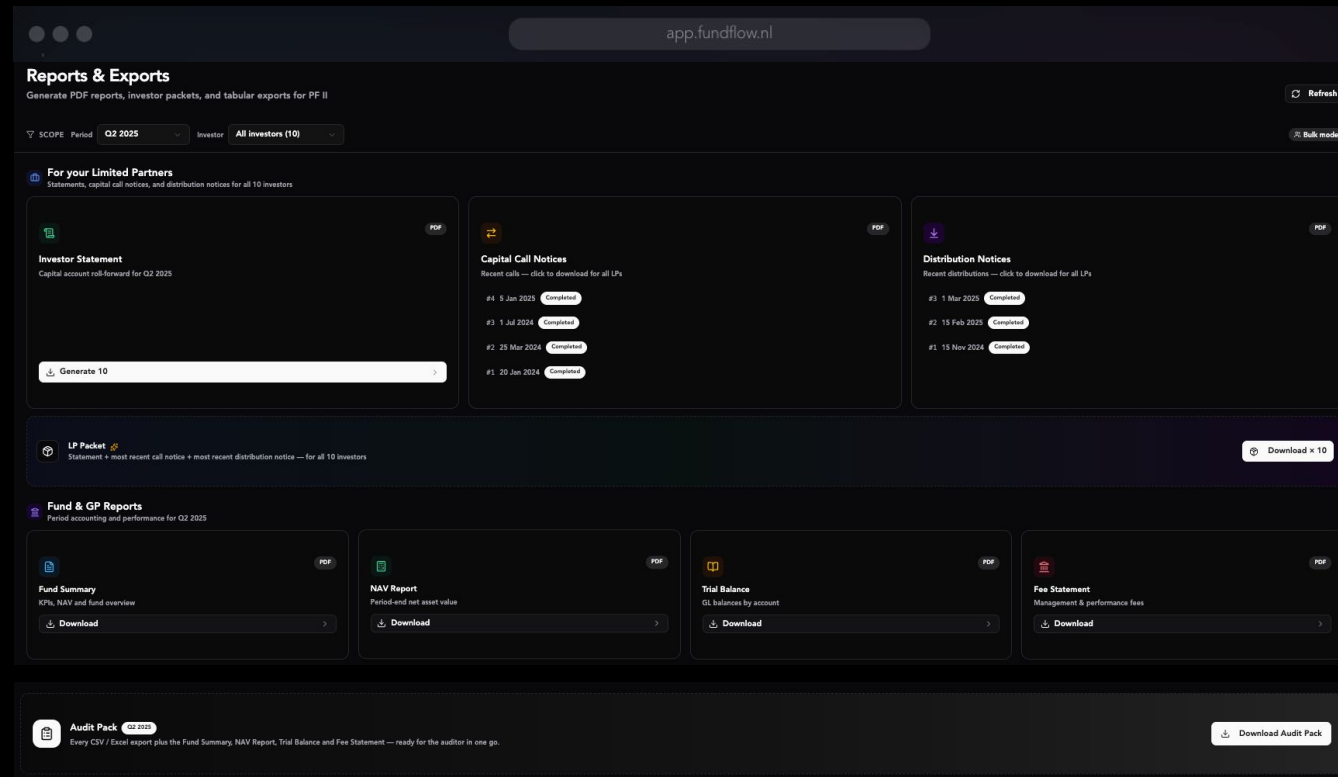 app.fundflow.nl
Reports & Exports
Generate PDF reports, investor packets, and tabular exports for PF II
Refresh
SCOPE Period Q2 2025 Investor All investors (10)
Bulk mode
For your Limited Partners
Statements, capital call notices, and distribution notices for all 10 investors
PDF
Investor Statement
Capital account roll-forward for Q2 2025
Generate 10
PDF
Capital Call Notices
Recent calls — click to download for all LPs
#4 5 Jan 2025 Completed
#3 1 Jul 2024 Completed
#2 25 Mar 2024 Completed
#1 20 Jan 2024 Completed
PDF
Distribution Notices
Recent distributions — click to download for all LPs
#3 1 Mar 2025 Completed
#2 15 Feb 2025 Completed
#1 15 Nov 2024 Completed
LP Packet
Statement + most recent call notice + most recent distribution notice — for all 10 investors
Download × 10
Fund & GP Reports
Period accounting and performance for Q2 2025
PDF
Fund Summary
KPIs, NAV and fund overview
Download
PDF
NAV Report
Period-end net asset value
Download
PDF
Trial Balance
GL balances by account
Download
PDF
Fee Statement
Management & performance fees
Download
Audit Pack Q2 2025
Every CSV / Excel export plus the Fund Summary, NAV Report, Trial Balance and Fee Statement — ready for the auditor in one go.
Download Audit Pack